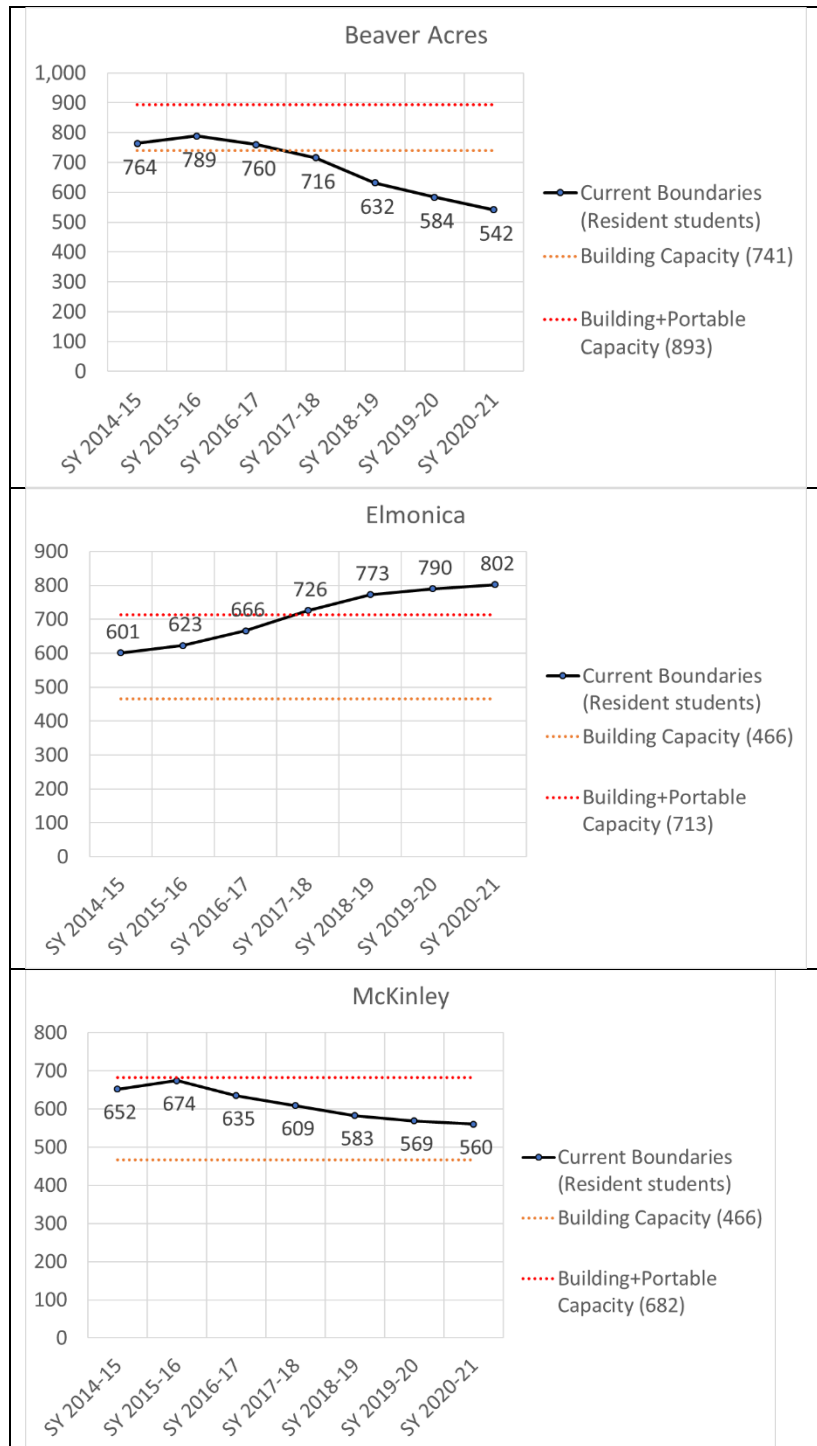 Beaver Acres
1,000
900
800
700
600
500
400
300
200
100
0
764
789
760
716
632
584
542
SY 2014-15
SY 2015-16
SY 2016-17
SY 2017-18
SY 2018-19
SY 2019-20
SY 2020-21
Current Boundaries
(Resident students)
Building Capacity (741)
Building+Portable
Capacity (893)
Elmonica
900
800
700
600
500
400
300
200
100
0
601
623
666
726
773
790
802
SY 2014-15
SY 2015-16
SY 2016-17
SY 2017-18
SY 2018-19
SY 2019-20
SY 2020-21
Current Boundaries
(Resident students)
Building Capacity (466)
Building+Portable
Capacity (713)
McKinley
800
700
600
500
400
300
200
100
0
652
674
635
609
583
569
560
SY 2014-15
SY 2015-16
SY 2016-17
SY 2017-18
SY 2018-19
SY 2019-20
SY 2020-21
Current Boundaries
(Resident students)
Building Capacity (466)
Building+Portable
Capacity (682)